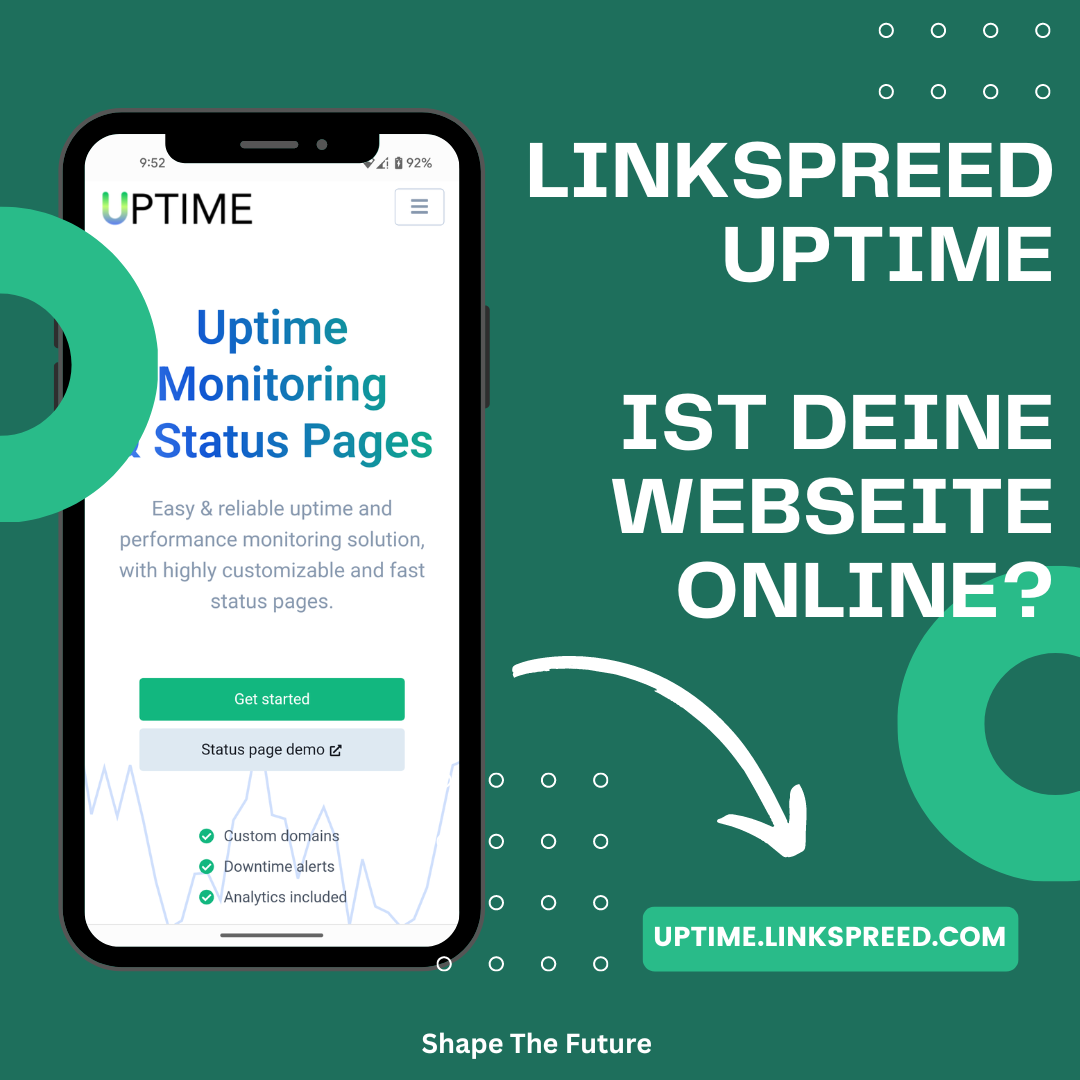 9:52
92%
UPTIME
Uptime
Monitoring
& Status Pages
Easy & reliable uptime and
performance monitoring solution,
with highly customizable and fast
status pages.
Get started
Status page demo
Custom domains
Downtime alerts
Analytics included
LINKSPREED
UPTIME
IST DEINE
WEBSEITE
ONLINE?
UPTIME.LINKSPREED.COM
Shape The Future